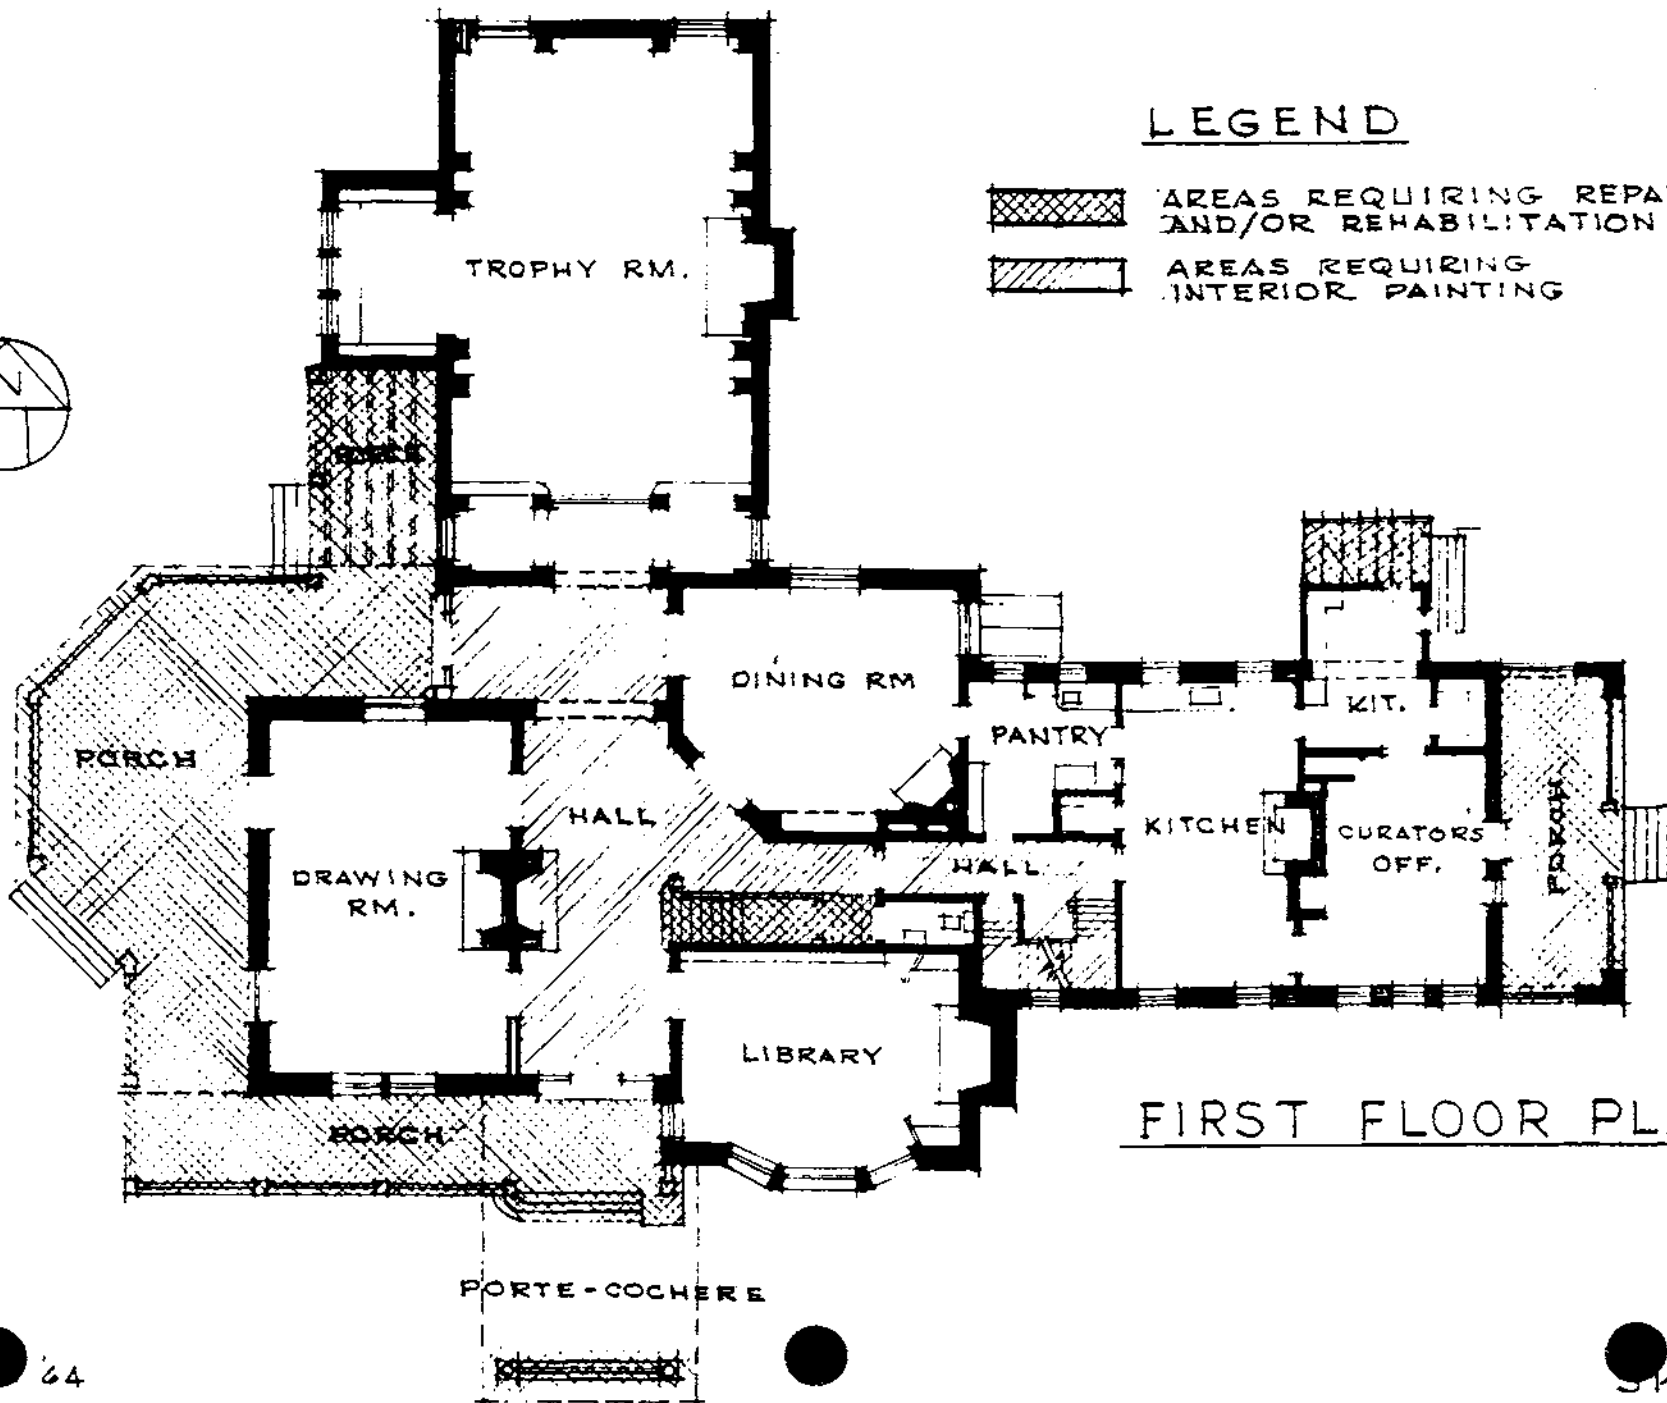 LEGEND
AREAS REQUIRING REPA
AND/OR REHABILITATION
AREAS REQUIRING
INTERIOR PAINTING
N
TROPHY RM.
PORCH
DINING RM
PORCH
HALL
PANTRY
KIT.
KITCHEN
CURATORS
OFF.
PORCH
DRAWING
RM.
HALL
LIBRARY
PORCH
FIRST FLOOR PL
PORTE-COCHERE
64